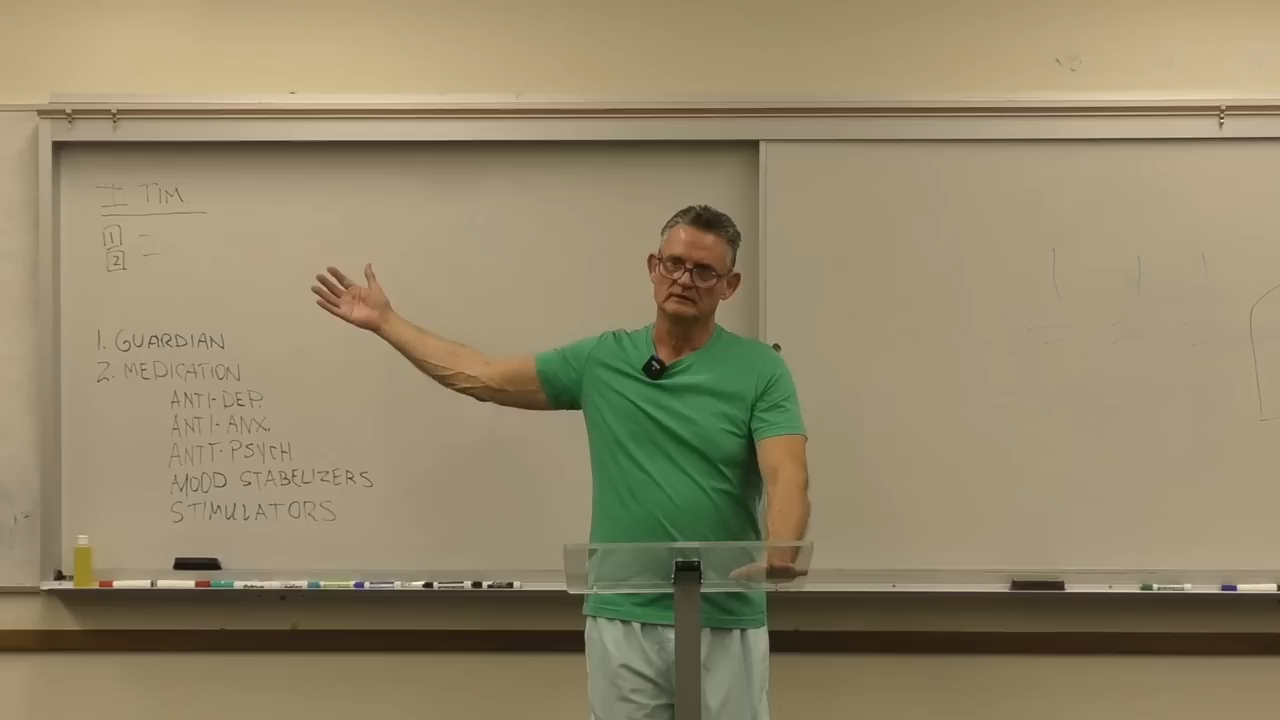 I TIM
1 -
2 -
1. GUARDIAN
2. MEDICATION
ANTI-DEP.
ANTI-ANX.
ANTI-PSYCH
MOOD STABELIZERS
STIMULATORS